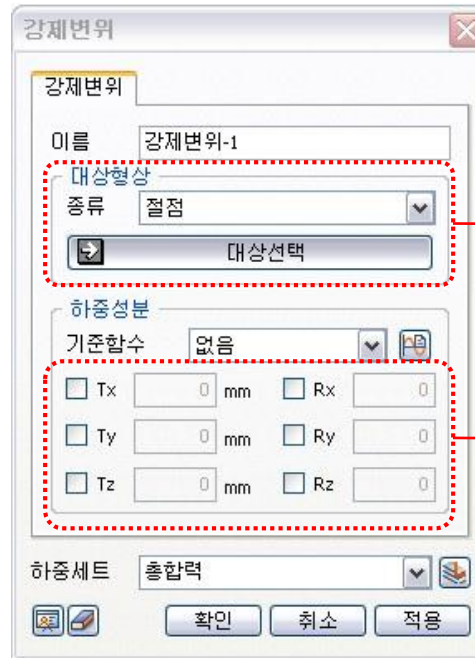 강제변위
강제변위
이름 강제변위-1
대상형상
종류 절점
대상선택
하중성분
기준함수 없음
Tx 0 mm Rx 0
Ty 0 mm Ry 0
Tz 0 mm Rz 0
하중세트 총합력
확인 취소 적용